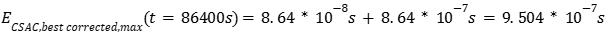 E_{CSAC,best corrected,max}(t = 86400s) = 8.64 * 10^{-8}s + 8.64 * 10^{-7}s = 9.504 * 10^{-7}s